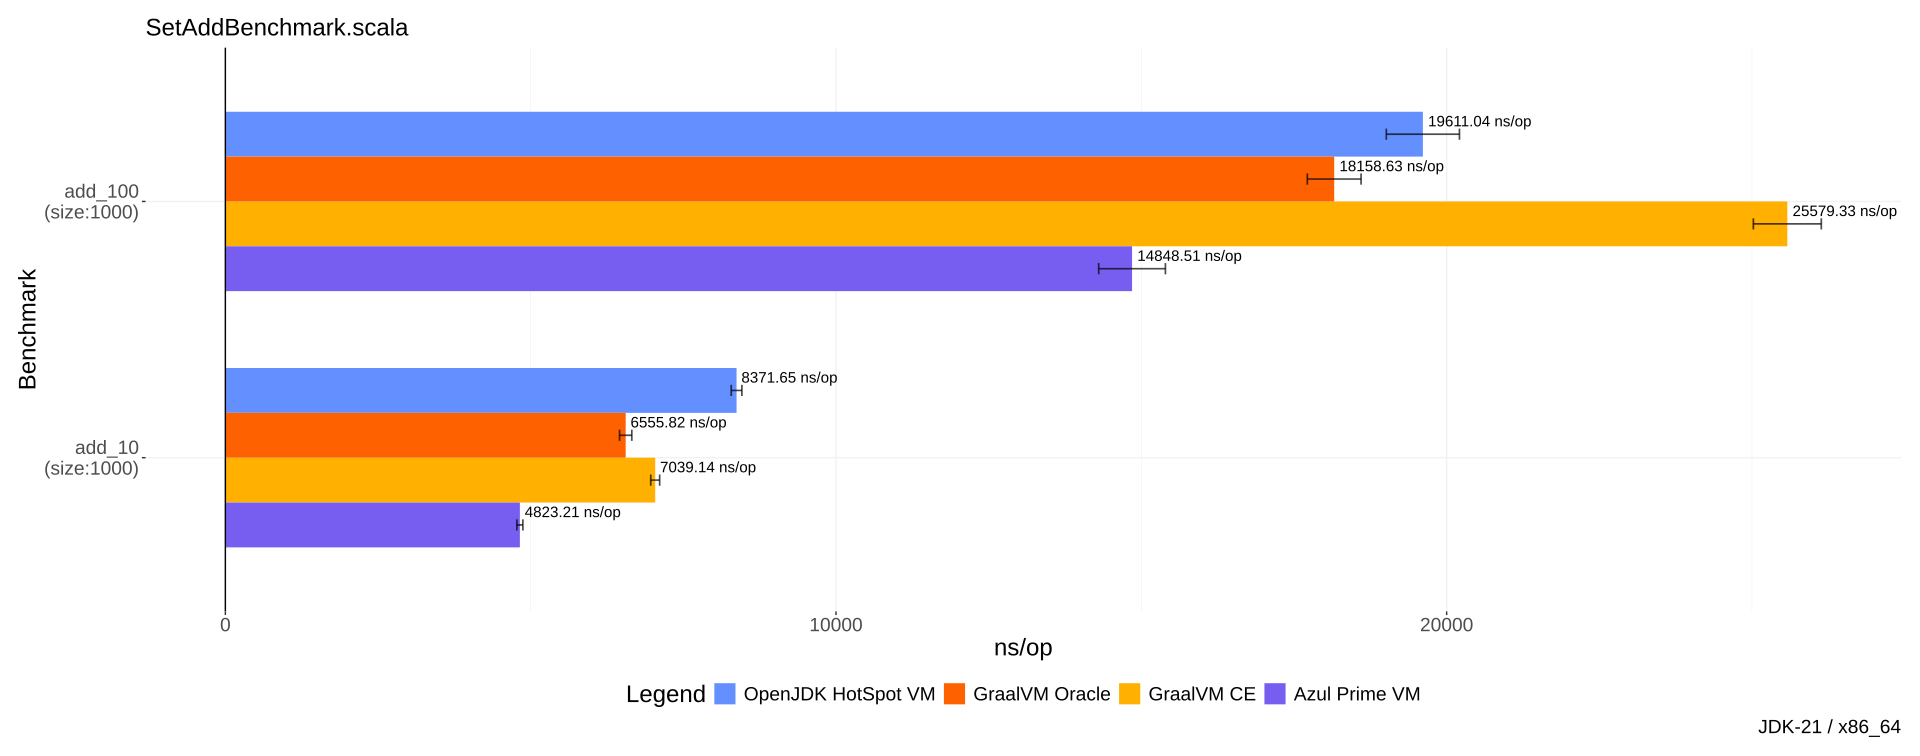 SetAddBenchmark.scala
Benchmark
add_100
(size:1000)
19611.04 ns/op
18158.63 ns/op
25579.33 ns/op
14848.51 ns/op
add_10
(size:1000)
8371.65 ns/op
6555.82 ns/op
7039.14 ns/op
4823.21 ns/op
0 10000 20000
ns/op
Legend OpenJDK HotSpot VM GraalVM Oracle GraalVM CE Azul Prime VM
JDK-21 / x86_64